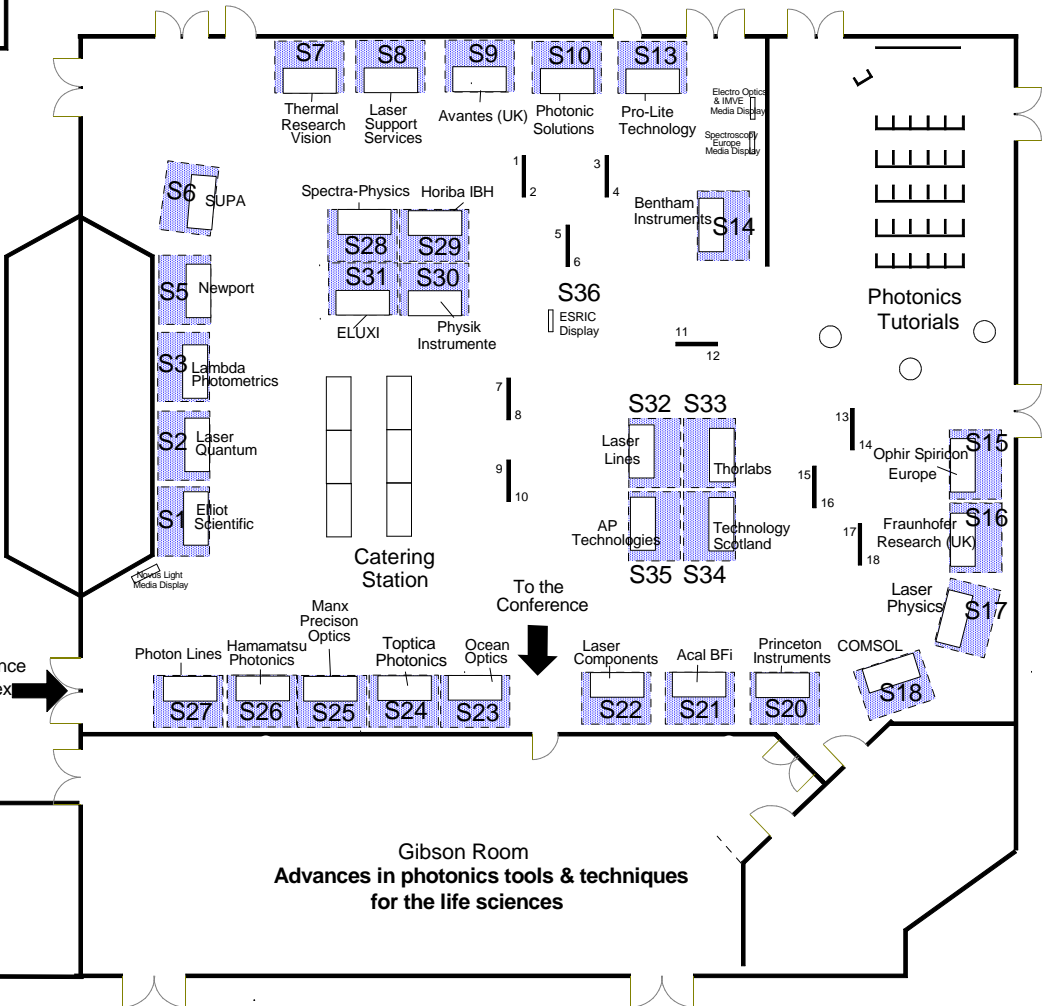 S7
S8
S9
S10
S13
Thermal
Research
Vision
Laser
Support
Services
Avantes (UK)
Photonic
Solutions
Pro-Lite
Technology
Electro Optics
& IMVE
Media Display
Spectroscopy
Europe
Media Display
1
2
3
4
S6
SUPA
Spectra-Physics
Horiba IBH
Bentham
Instruments
S14
S28
S29
S31
S30
5
6
ELUXI
Physik
Instrumente
S36
ESRIC
Display
S5
Newport
Photonics
Tutorials
11
12
S3
Lambda
Photometrics
7
8
S2
Laser
Quantum
S32
S33
Laser
Lines
Thorlabs
13
14
S15
Ophir Spiricon
Europe
9
10
15
16
S1
Elliot
Scientific
AP
Technologies
Technology
Scotland
S35
S34
17
18
S16
Fraunhofer
Research (UK)
Catering
Station
Novus Light
Media Display
Laser
Physics
S17
To the
Conference
Manx
Precison
Optics
Photon Lines
Hamamatsu
Photonics
Toptica
Photonics
Ocean
Optics
Laser
Components
Acal BFi
Princeton
Instruments
COMSOL
S27
S26
S25
S24
S23
S22
S21
S20
S18
Gibson Room
Advances in photonics tools & techniques
for the life sciences